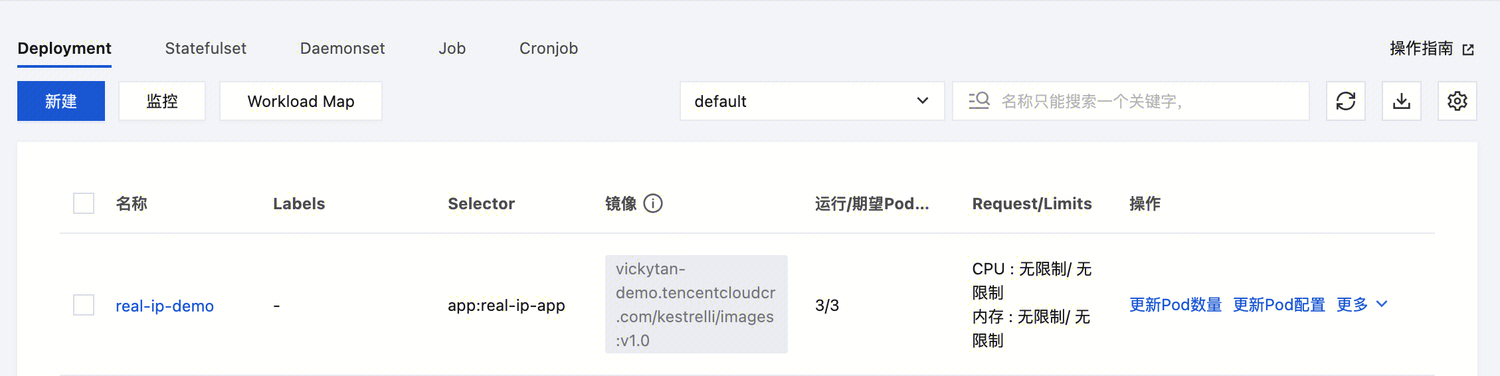 Deployment Statefulset Daemonset Job Cronjob 操作指南
新建 监控 Workload Map default 名称只能搜索一个关键字,
名称 Labels Selector 镜像 运行/期望Pod... Request/Limits 操作
real-ip-demo - app:real-ip-app
vickytan-
demo.tencentcloudcr
.com/kestrelli/images
:v1.0
3/3
CPU : 无限制/ 无
限制
内存 : 无限制/ 无
限制
更新Pod数量 更新Pod配置 更多